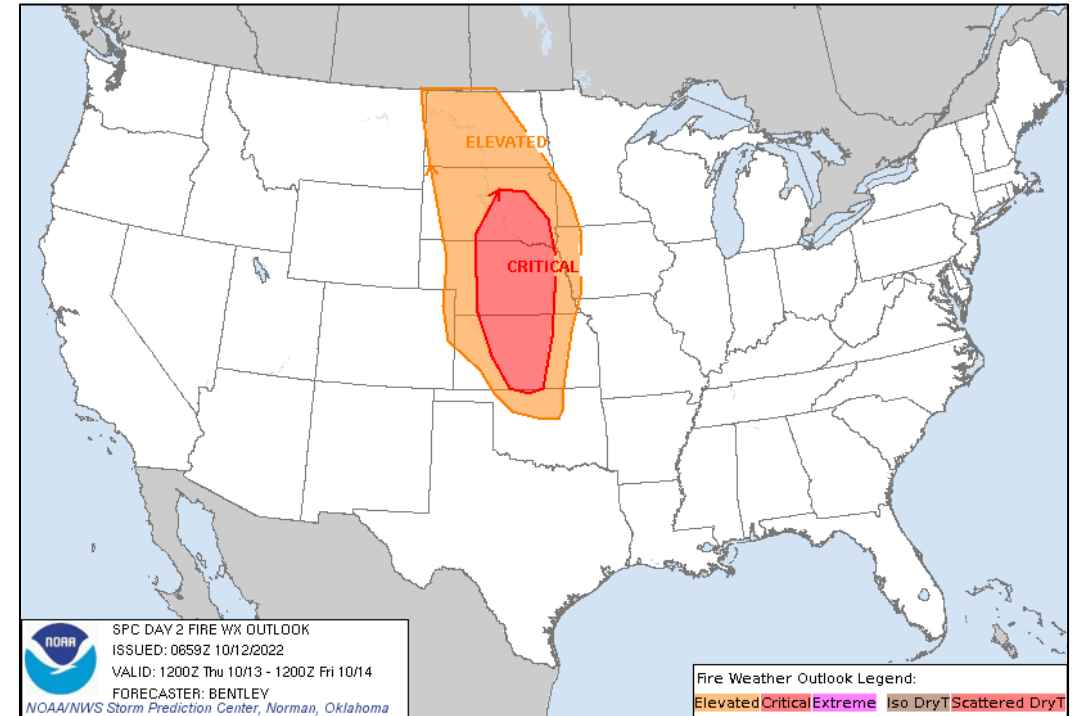 ELEVATED
CRITICAL
NOAA
SPC DAY 2 FIRE WX OUTLOOK
ISSUED: 0659Z 10/12/2022
VALID: 1200Z Thu 10/13 - 1200Z Fri 10/14
FORECASTER: BENTLEY
NOAA/NWS Storm Prediction Center, Norman, Oklahoma
Fire Weather Outlook Legend:
Elevated Critical Extreme Iso DryT Scattered DryT